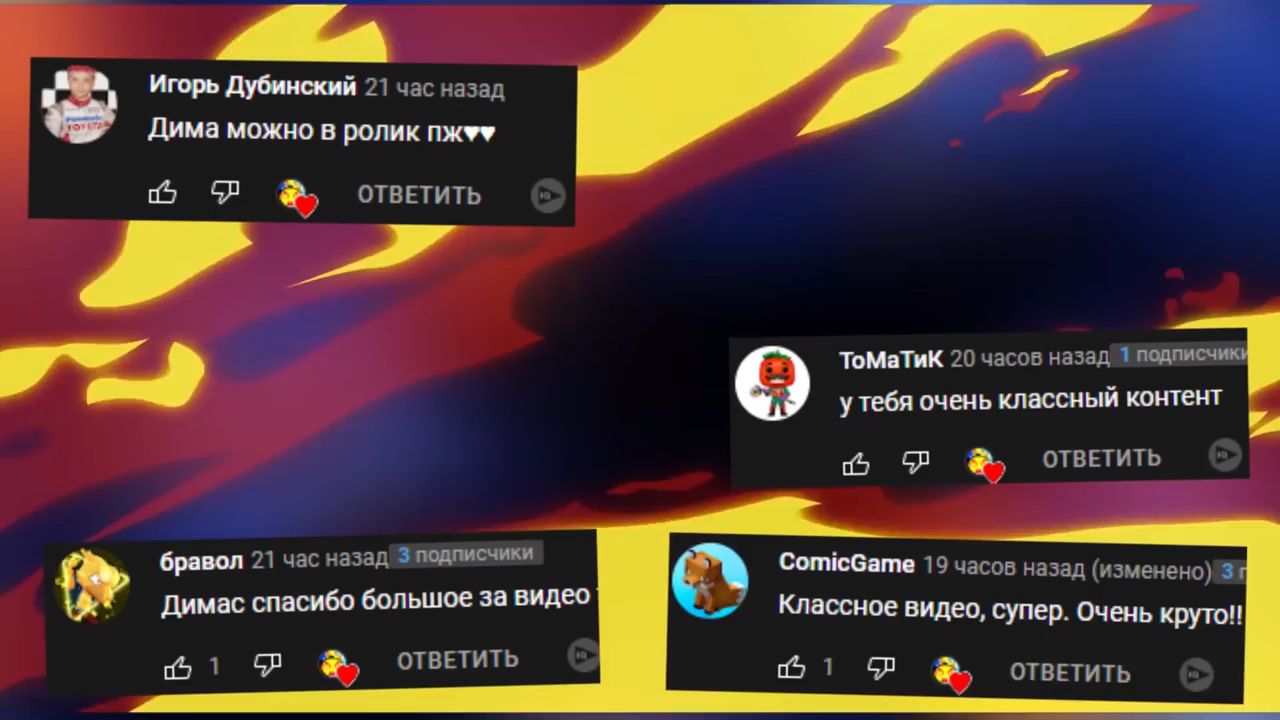 Игорь Дубинский 21 час назад
Дима можно в ролик пж♥♥
ОТВЕТИТЬ
ТоМаТиК 20 часов назад 1 подписчики
у тебя очень классный контент
ОТВЕТИТЬ
бравол 21 час назад 3 подписчики
Димас спасибо большое за видео
1 ОТВЕТИТЬ
ComicGame 19 часов назад (изменено) 3
Классное видео, супер. Очень круто!!
1 ОТВЕТИТЬ